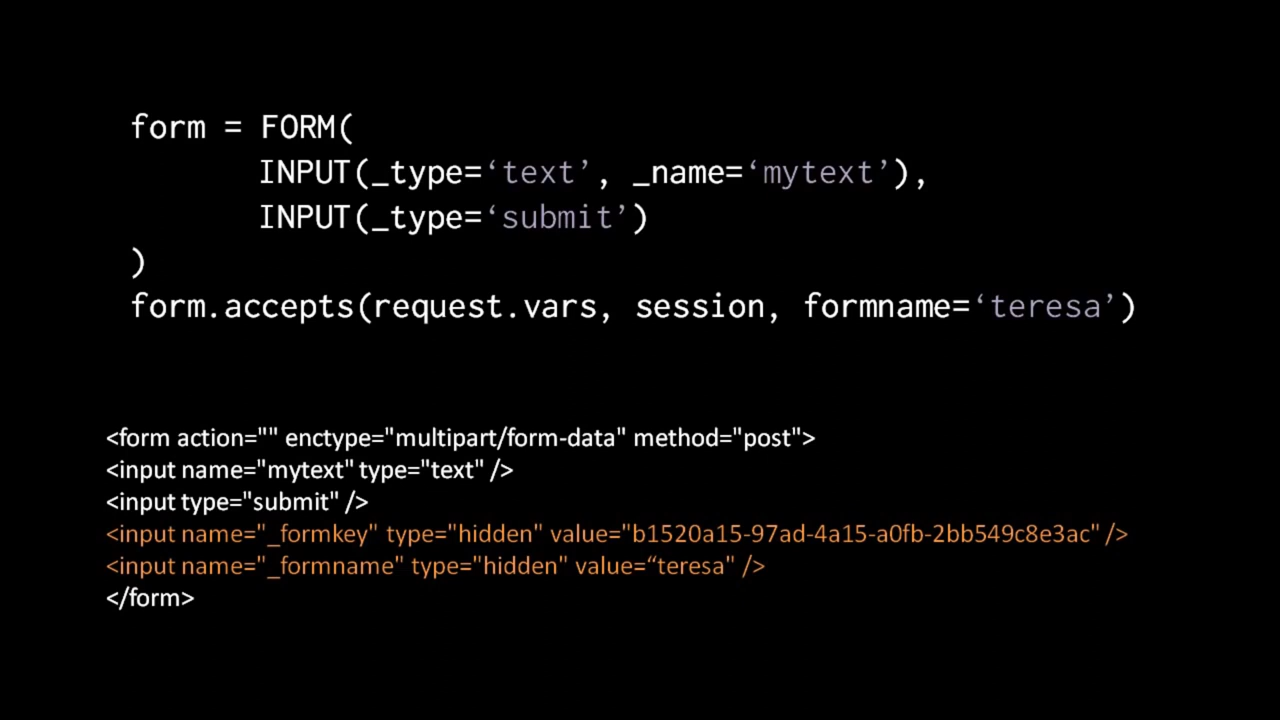 form = FORM(
INPUT(_type=‘text’, _name=‘mytext’),
INPUT(_type=‘submit’)
)
form.accepts(request.vars, session, formname=‘teresa’)
<form action="" enctype="multipart/form-data" method="post">
<input name="mytext" type="text" />
<input type="submit" />
<input name="_formkey" type="hidden" value="b1520a15-97ad-4a15-a0fb-2bb549c8e3ac" />
<input name="_formname" type="hidden" value=“teresa" />
</form>